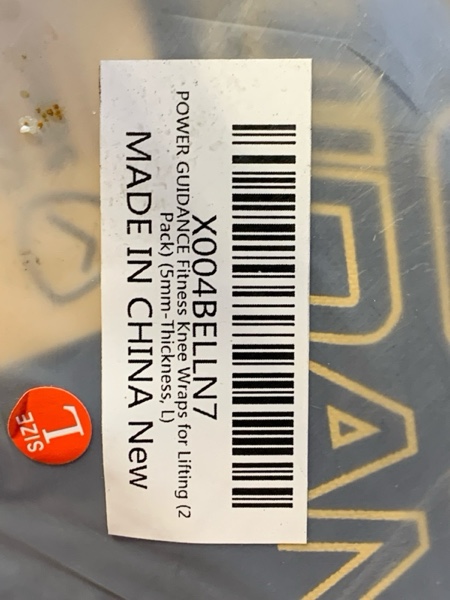 X004BELLN7
POWER GUIDANCE Fitness Knee Wraps for Lifting (2
Pack) (5mm-Thickness, L)
MADE IN CHINA New
SIZE
L